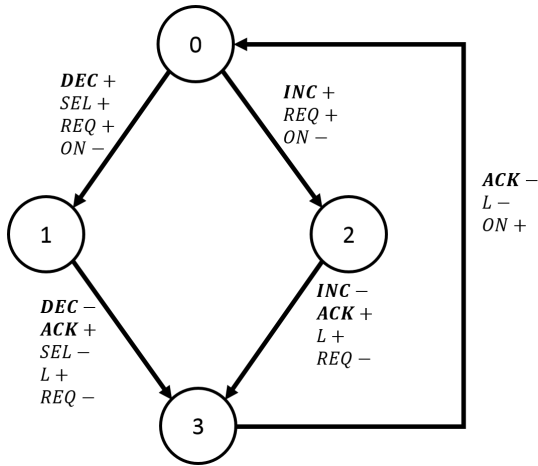 0
DEC +
SEL +
REQ +
ON −
INC +
REQ +
ON −
ACK −
L −
ON +
1
2
DEC −
ACK +
SEL −
L +
REQ −
INC −
ACK +
L +
REQ −
3